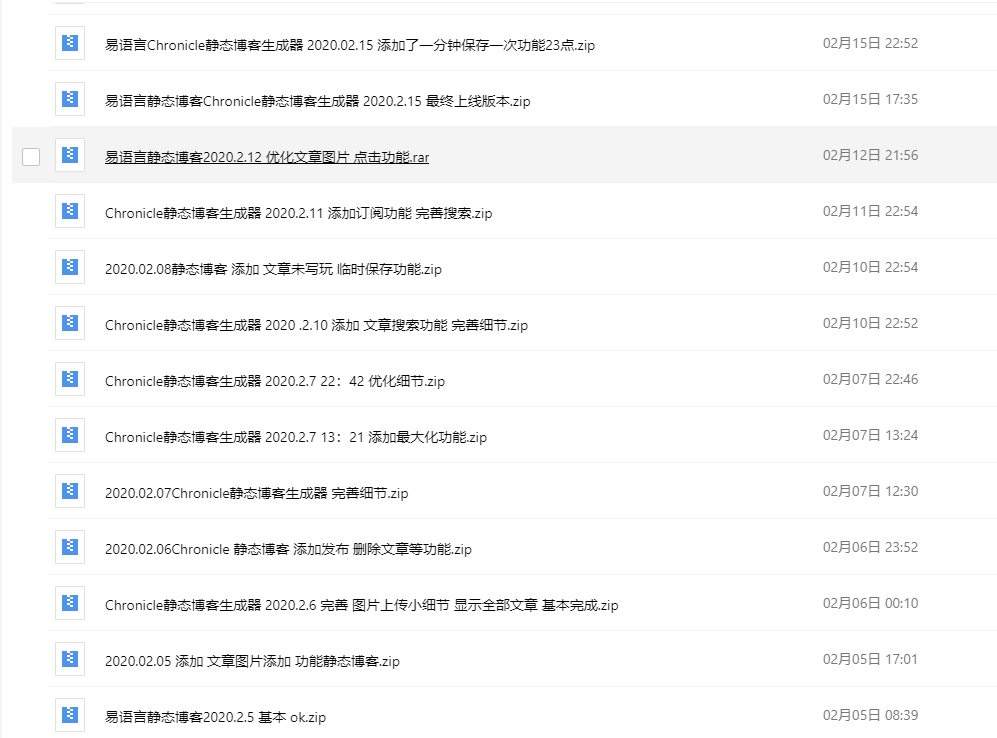 易语言Chronicle静态博客生成器 2020.02.15 添加了一分钟保存一次功能23点.zip 02月15日 22:52
易语言静态博客Chronicle静态博客生成器 2020.2.15 最终上线版本.zip 02月15日 17:35
易语言静态博客2020.2.12 优化文章图片 点击功能.rar 02月12日 21:56
Chronicle静态博客生成器 2020.2.11 添加订阅功能 完善搜索.zip 02月11日 22:54
2020.02.08静态博客 添加 文章未写玩 临时保存功能.zip 02月10日 22:54
Chronicle静态博客生成器 2020 .2.10 添加 文章搜索功能 完善细节.zip 02月10日 22:52
Chronicle静态博客生成器 2020.2.7 22：42 优化细节.zip 02月07日 22:46
Chronicle静态博客生成器 2020.2.7 13：21 添加最大化功能.zip 02月07日 13:24
2020.02.07Chronicle静态博客生成器 完善细节.zip 02月07日 12:30
2020.02.06Chronicle 静态博客 添加发布 删除文章等功能.zip 02月06日 23:52
Chronicle静态博客生成器 2020.2.6 完善 图片上传小细节 显示全部文章 基本完成.zip 02月06日 00:10
2020.02.05 添加 文章图片添加 功能静态博客.zip 02月05日 17:01
易语言静态博客2020.2.5 基本 ok.zip 02月05日 08:39